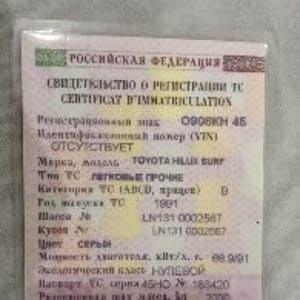 РОССИЙСКАЯ ФЕДЕРАЦИЯ
СВИДЕТЕЛЬСТВО О РЕГИСТРАЦИИ ТС
CERTIFICAT D'IMMATRICULATION
Регистрационный знак О908КН 45
Идентификационный номер (VIN)
ОТСУТСТВУЕТ
Марка, модель TOYOTA HILUX SURF
Тип ТС ЛЕГКОВЫЕ ПРОЧИЕ
Категория ТС (ABCD, прицеп) В
Год выпуска ТС 1991
Шасси № LN131 0002567
Кузов № LN131 0002567
Цвет СЕРЫЙ
Мощность двигателя, кВт/л. с. 66.9/91
Экологический класс НУЛЕВОЙ
Паспорт ТС серия 45НО № 183420